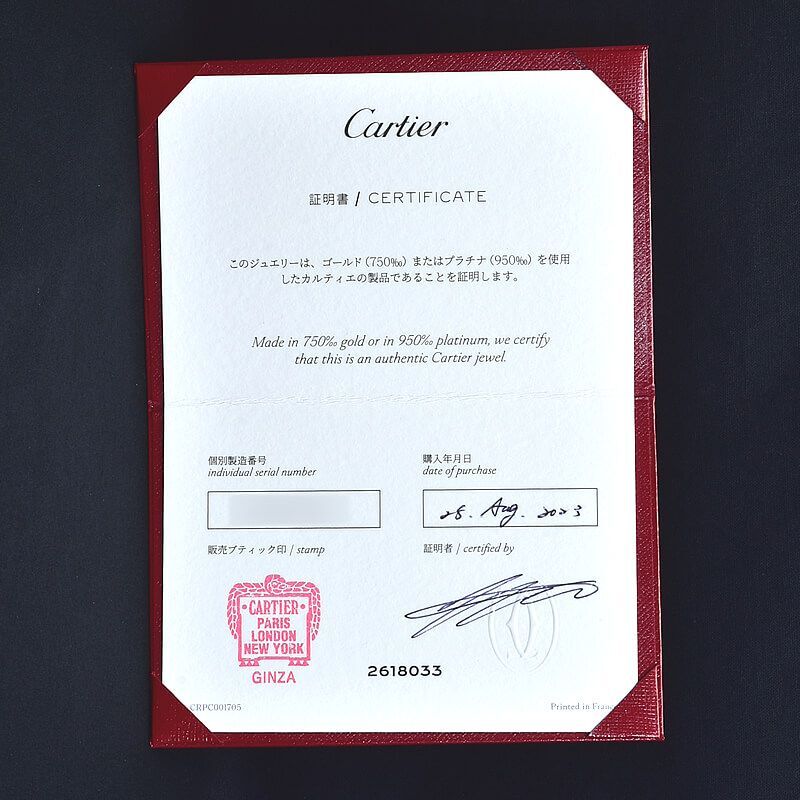 Cartier
証明書 / CERTIFICATE
このジュエリーは、ゴールド（750‰）またはプラチナ（950‰）を使用
したカルティエの製品であることを証明します。
Made in 750‰ gold or in 950‰ platinum, we certify
that this is an authentic Cartier jewel.
個別製造番号
individual serial number
購入年月日
date of purchase
28. Aug. 2023
販売ブティック印 / stamp
証明者 / certified by
CARTIER
PARIS
LONDON
NEW YORK
GINZA
2618033
CRPC001705
Printed in France